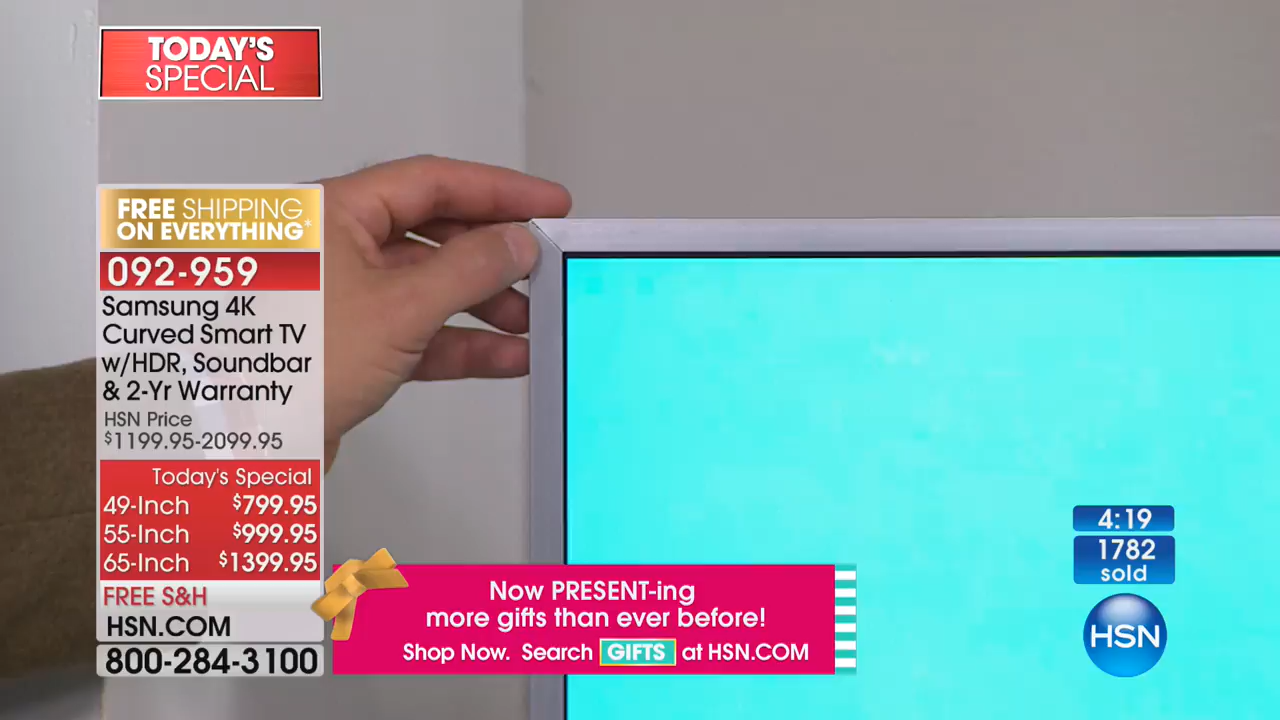 TODAY'S
SPECIAL
FREE SHIPPING
ON EVERYTHING*
092-959
Samsung 4K
Curved Smart TV
w/HDR, Soundbar
& 2-Yr Warranty
HSN Price
$1199.95-2099.95
Today's Special
49-Inch $799.95
55-Inch $999.95
65-Inch $1399.95
FREE S&H
HSN.COM
800-284-3100
Now PRESENT-ing
more gifts than ever before!
Shop Now. Search GIFTS at HSN.COM
4:19
1782
sold
HSN